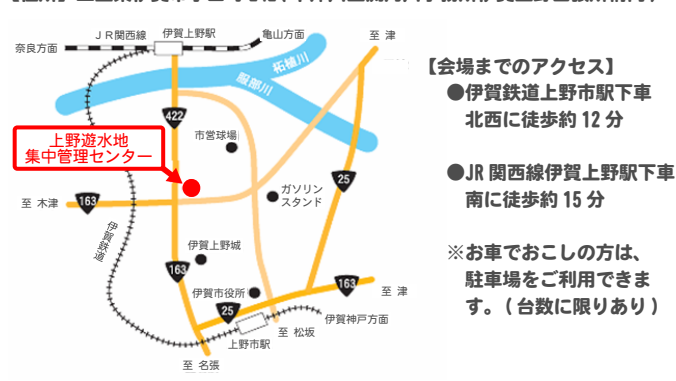 ＪＲ関西線
伊賀上野駅
亀山方面
至 津
奈良方面
柘植川
服部川
422
市営球場
上野遊水地
集中管理センター
25
ガソリン
スタンド
至 木津
163
伊賀鉄道
伊賀上野城
163
伊賀市役所
163
至 津
25
伊賀神戸方面
至 松坂
上野市駅
至 名張
【会場までのアクセス】
●伊賀鉄道上野市駅下車
北西に徒歩約12分
●JR関西線伊賀上野駅下車
南に徒歩約15分
※お車でおこしの方は、
駐車場をご利用できま
す。(台数に限りあり)